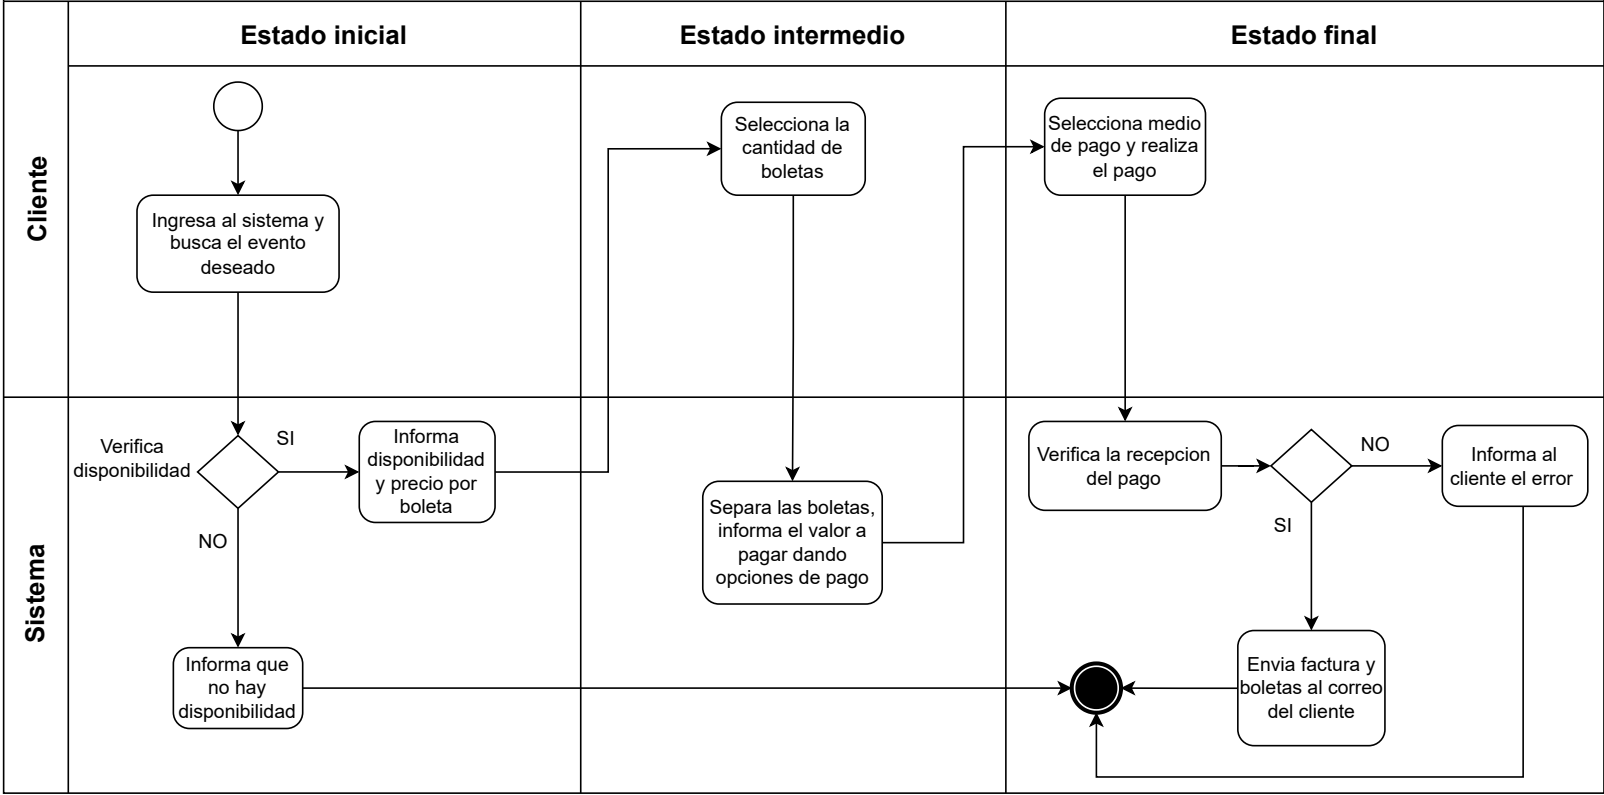 Estado inicial
Estado intermedio
Estado final
Cliente
Ingresa al sistema y
busca el evento
deseado
Selecciona la
cantidad de
boletas
Selecciona medio
de pago y realiza
el pago
Sistema
Verifica
disponibilidad
SI
Informa
disponibilidad
y precio por
boleta
NO
Informa que
no hay
disponibilidad
Separa las boletas,
informa el valor a
pagar dando
opciones de pago
Verifica la recepcion
del pago
NO
Informa al
cliente el error
SI
Envia factura y
boletas al correo
del cliente